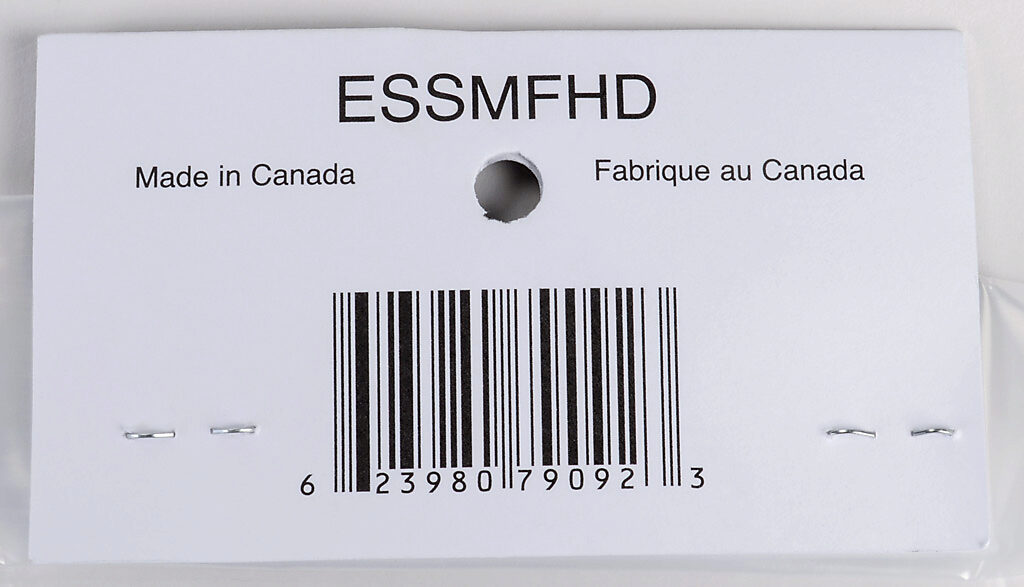 ESSMFHD
Made in Canada
Fabrique au Canada
6 23980 79092 3